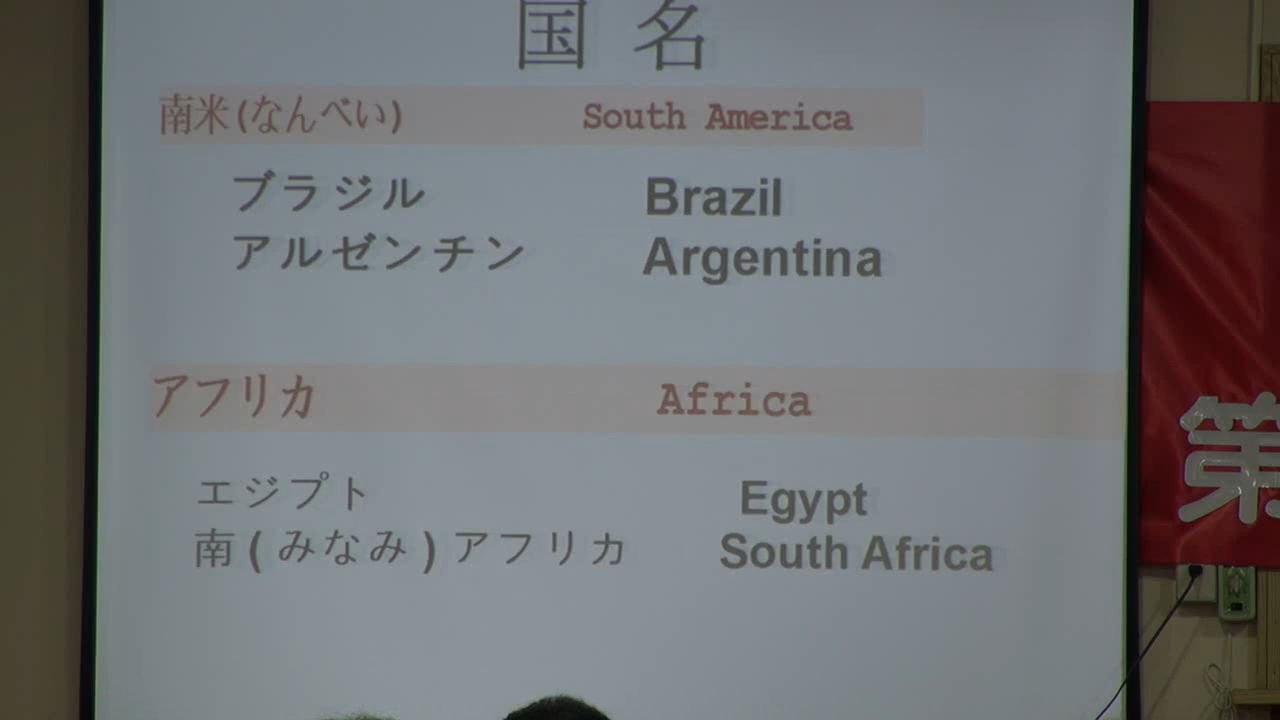 国名
南米(なんべい) South America
ブラジル Brazil
アルゼンチン Argentina
アフリカ Africa
エジプト Egypt
南(みなみ)アフリカ South Africa
第